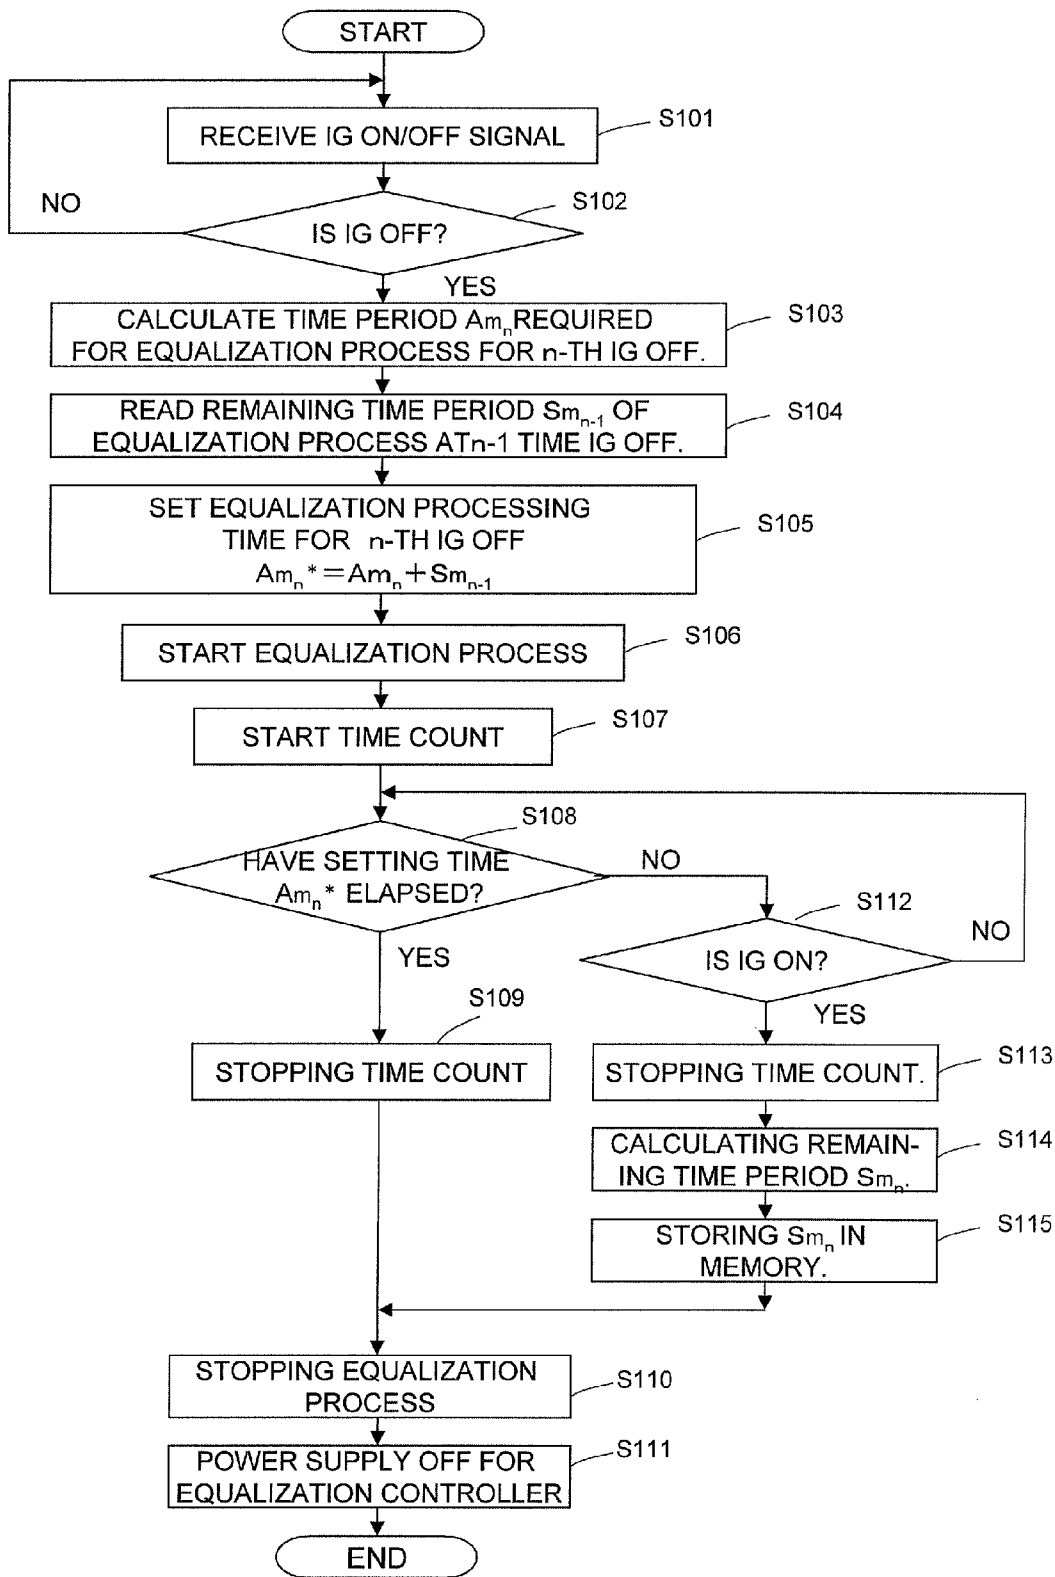 START
RECEIVE IG ON/OFF SIGNAL
S101
NO
IS IG OFF?
S102
YES
CALCULATE TIME PERIOD Amₙ REQUIRED
FOR EQUALIZATION PROCESS FOR n-TH IG OFF.
S103
READ REMAINING TIME PERIOD Smₙ₋₁ OF
EQUALIZATION PROCESS ATn-1 TIME IG OFF.
S104
SET EQUALIZATION PROCESSING
TIME FOR n-TH IG OFF
Amₙ*=Amₙ+Smₙ₋₁
S105
START EQUALIZATION PROCESS
S106
START TIME COUNT
S107
HAVE SETTING TIME
Amₙ* ELAPSED?
S108
NO
YES
IS IG ON?
S112
NO
YES
STOPPING TIME COUNT
S109
STOPPING TIME COUNT.
S113
CALCULATING REMAIN-
ING TIME PERIOD Smₙ.
S114
STORING Smₙ IN
MEMORY.
S115
STOPPING EQUALIZATION
PROCESS
S110
POWER SUPPLY OFF FOR
EQUALIZATION CONTROLLER
S111
END